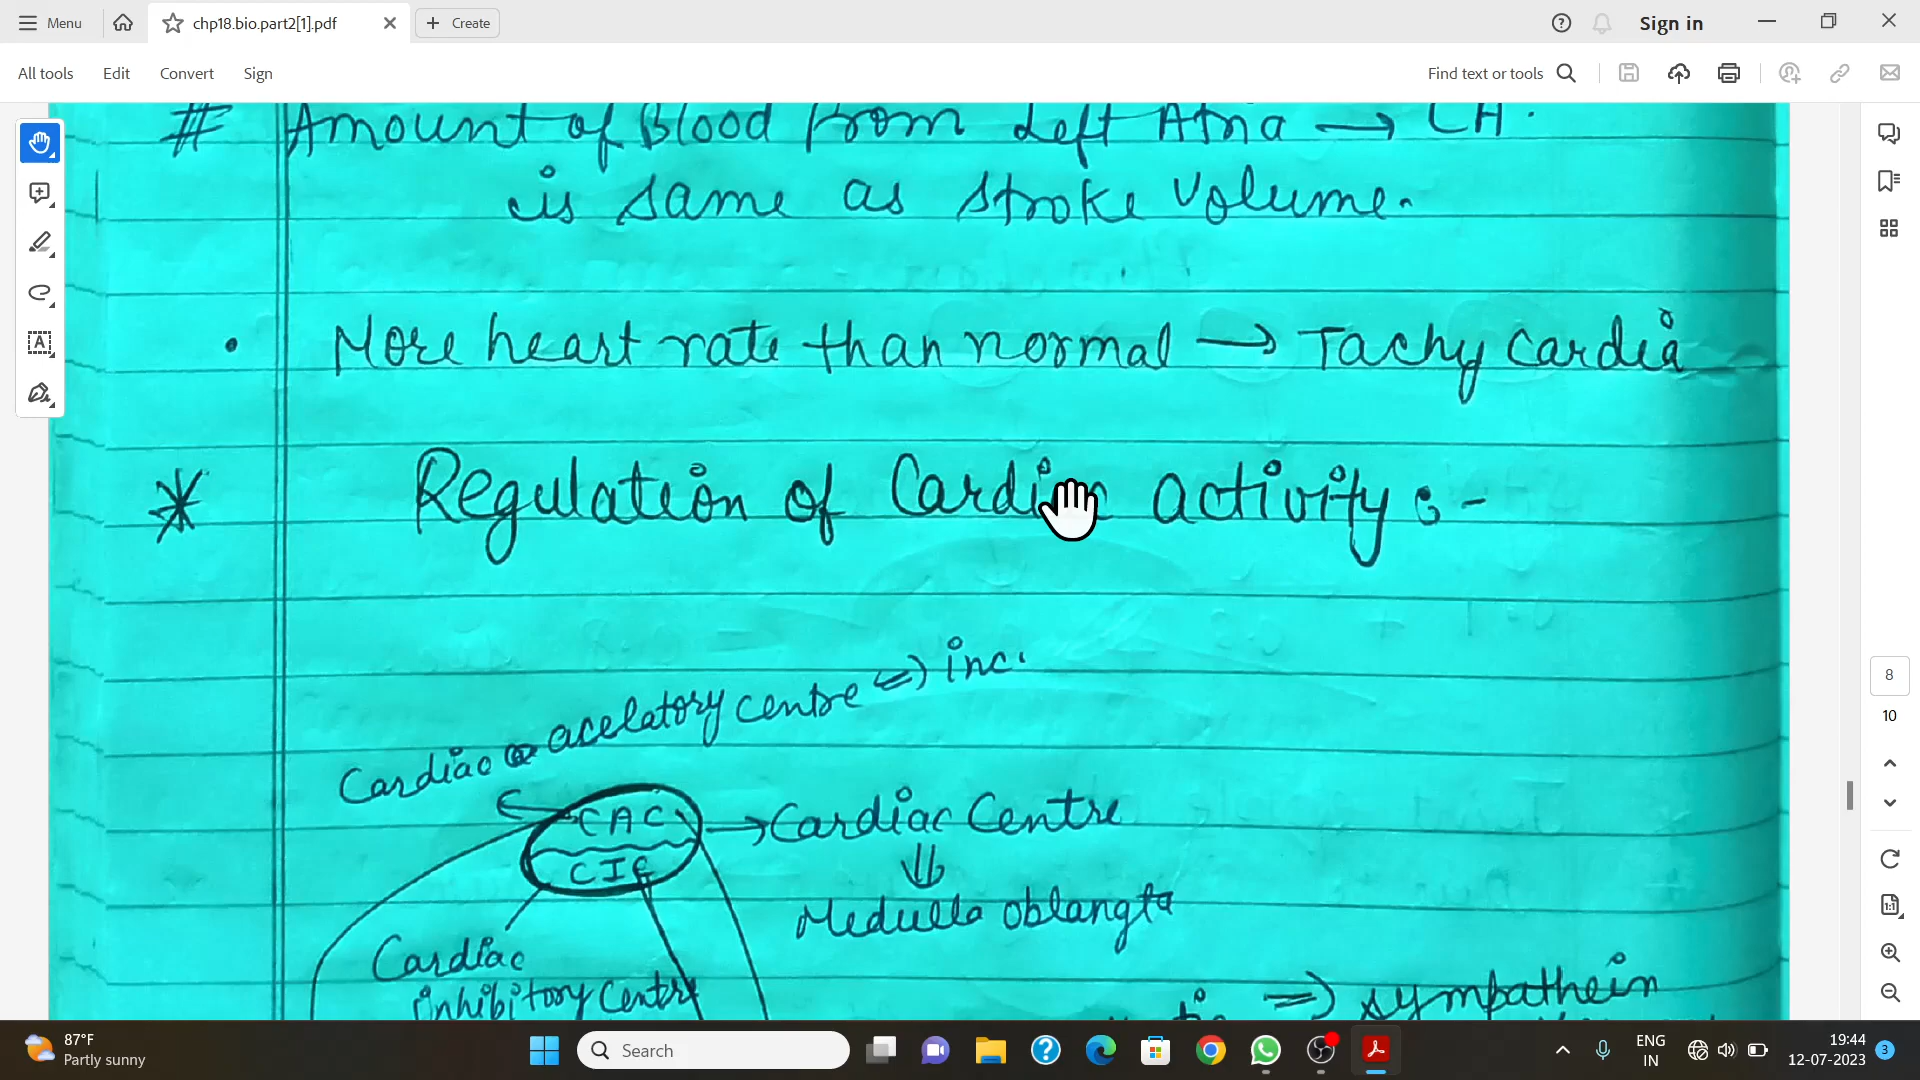 Menu
chp18.bio.part2[1].pdf
Create
Sign in
All tools
Edit
Convert
Sign
Find text or tools
# Amount of Blood from Left Atria →
is same as stroke volume.
• More heart rate than normal → Tachy cardia
* Regulation of Cardiac activity :-
Cardiac acelatory centre => inc.
CAC → Cardiac Centre
CIC
Medulla oblangta
Cardiac
inhibitory Centre
=> sympathein
8
10
1:1
87°F
Partly sunny
Search
ENG
IN
19:44
12-07-2023
3